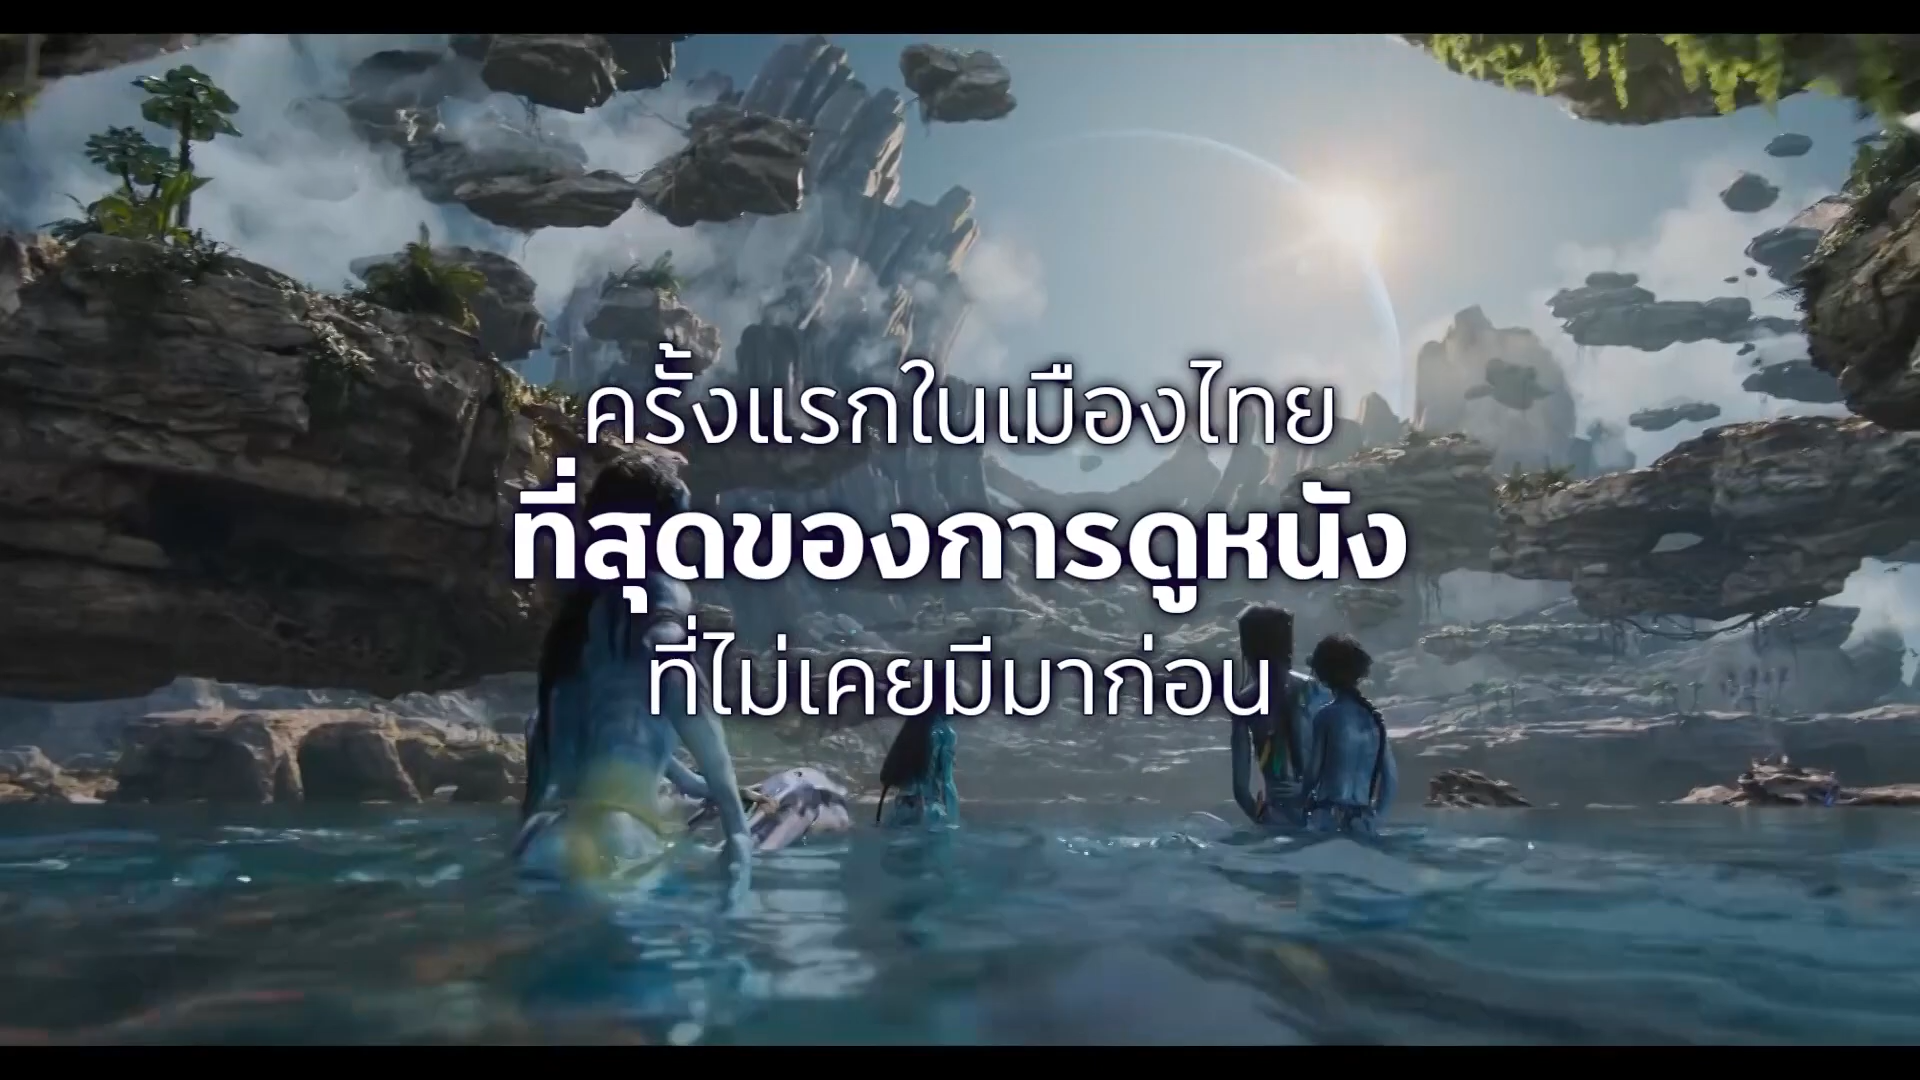 ครั้งแรกในเมืองไทย
ที่สุดของการดูหนัง
ที่ไม่เคยมีมาก่อน